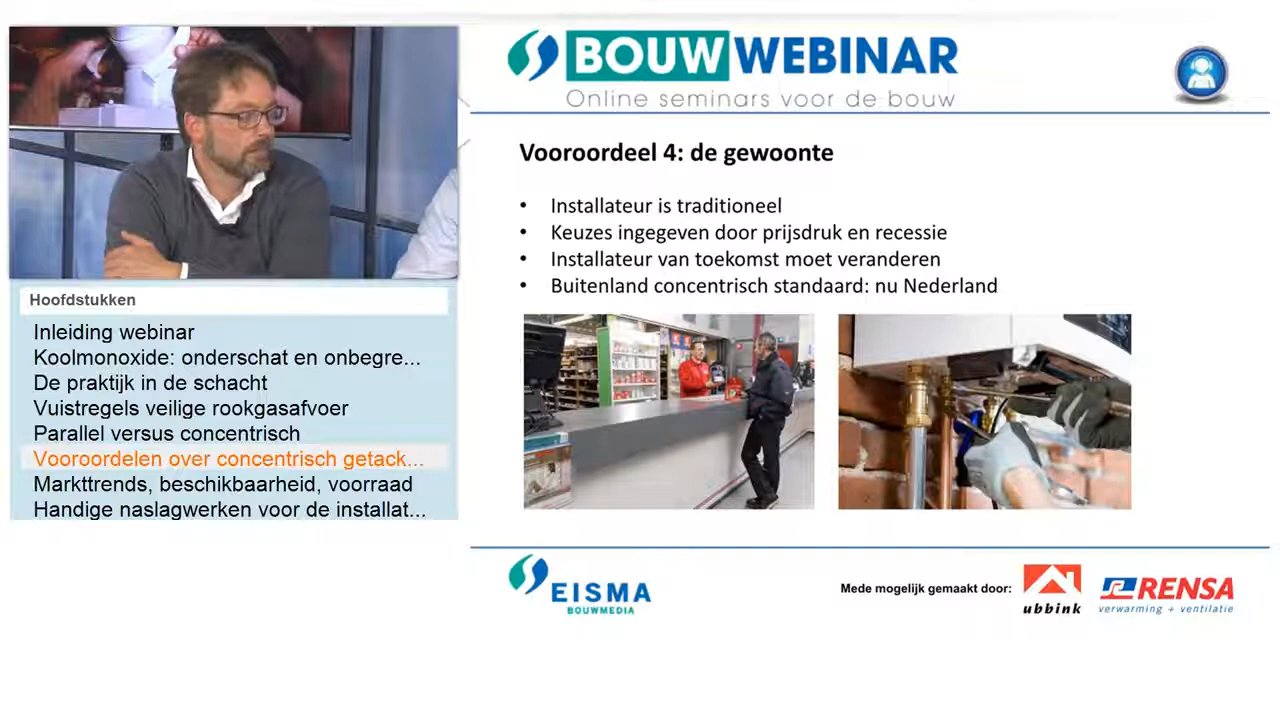 BOUWWEBINAR
Online seminars voor de bouw
Vooroordeel 4: de gewoonte
• Installateur is traditioneel
• Keuzes ingegeven door prijsdruk en recessie
• Installateur van toekomst moet veranderen
• Buitenland concentrisch standaard: nu Nederland
Hoofdstukken
Inleiding webinar
Koolmonoxide: onderschat en onbegre...
De praktijk in de schacht
Vuistregels veilige rookgasafvoer
Parallel versus concentrisch
Vooroordelen over concentrisch getack...
Markttrends, beschikbaarheid, voorraad
Handige naslagwerken voor de installat...
EISMA
BOUWMEDIA
Mede mogelijk gemaakt door:
ubbink
RENSA
verwarming + ventilatie